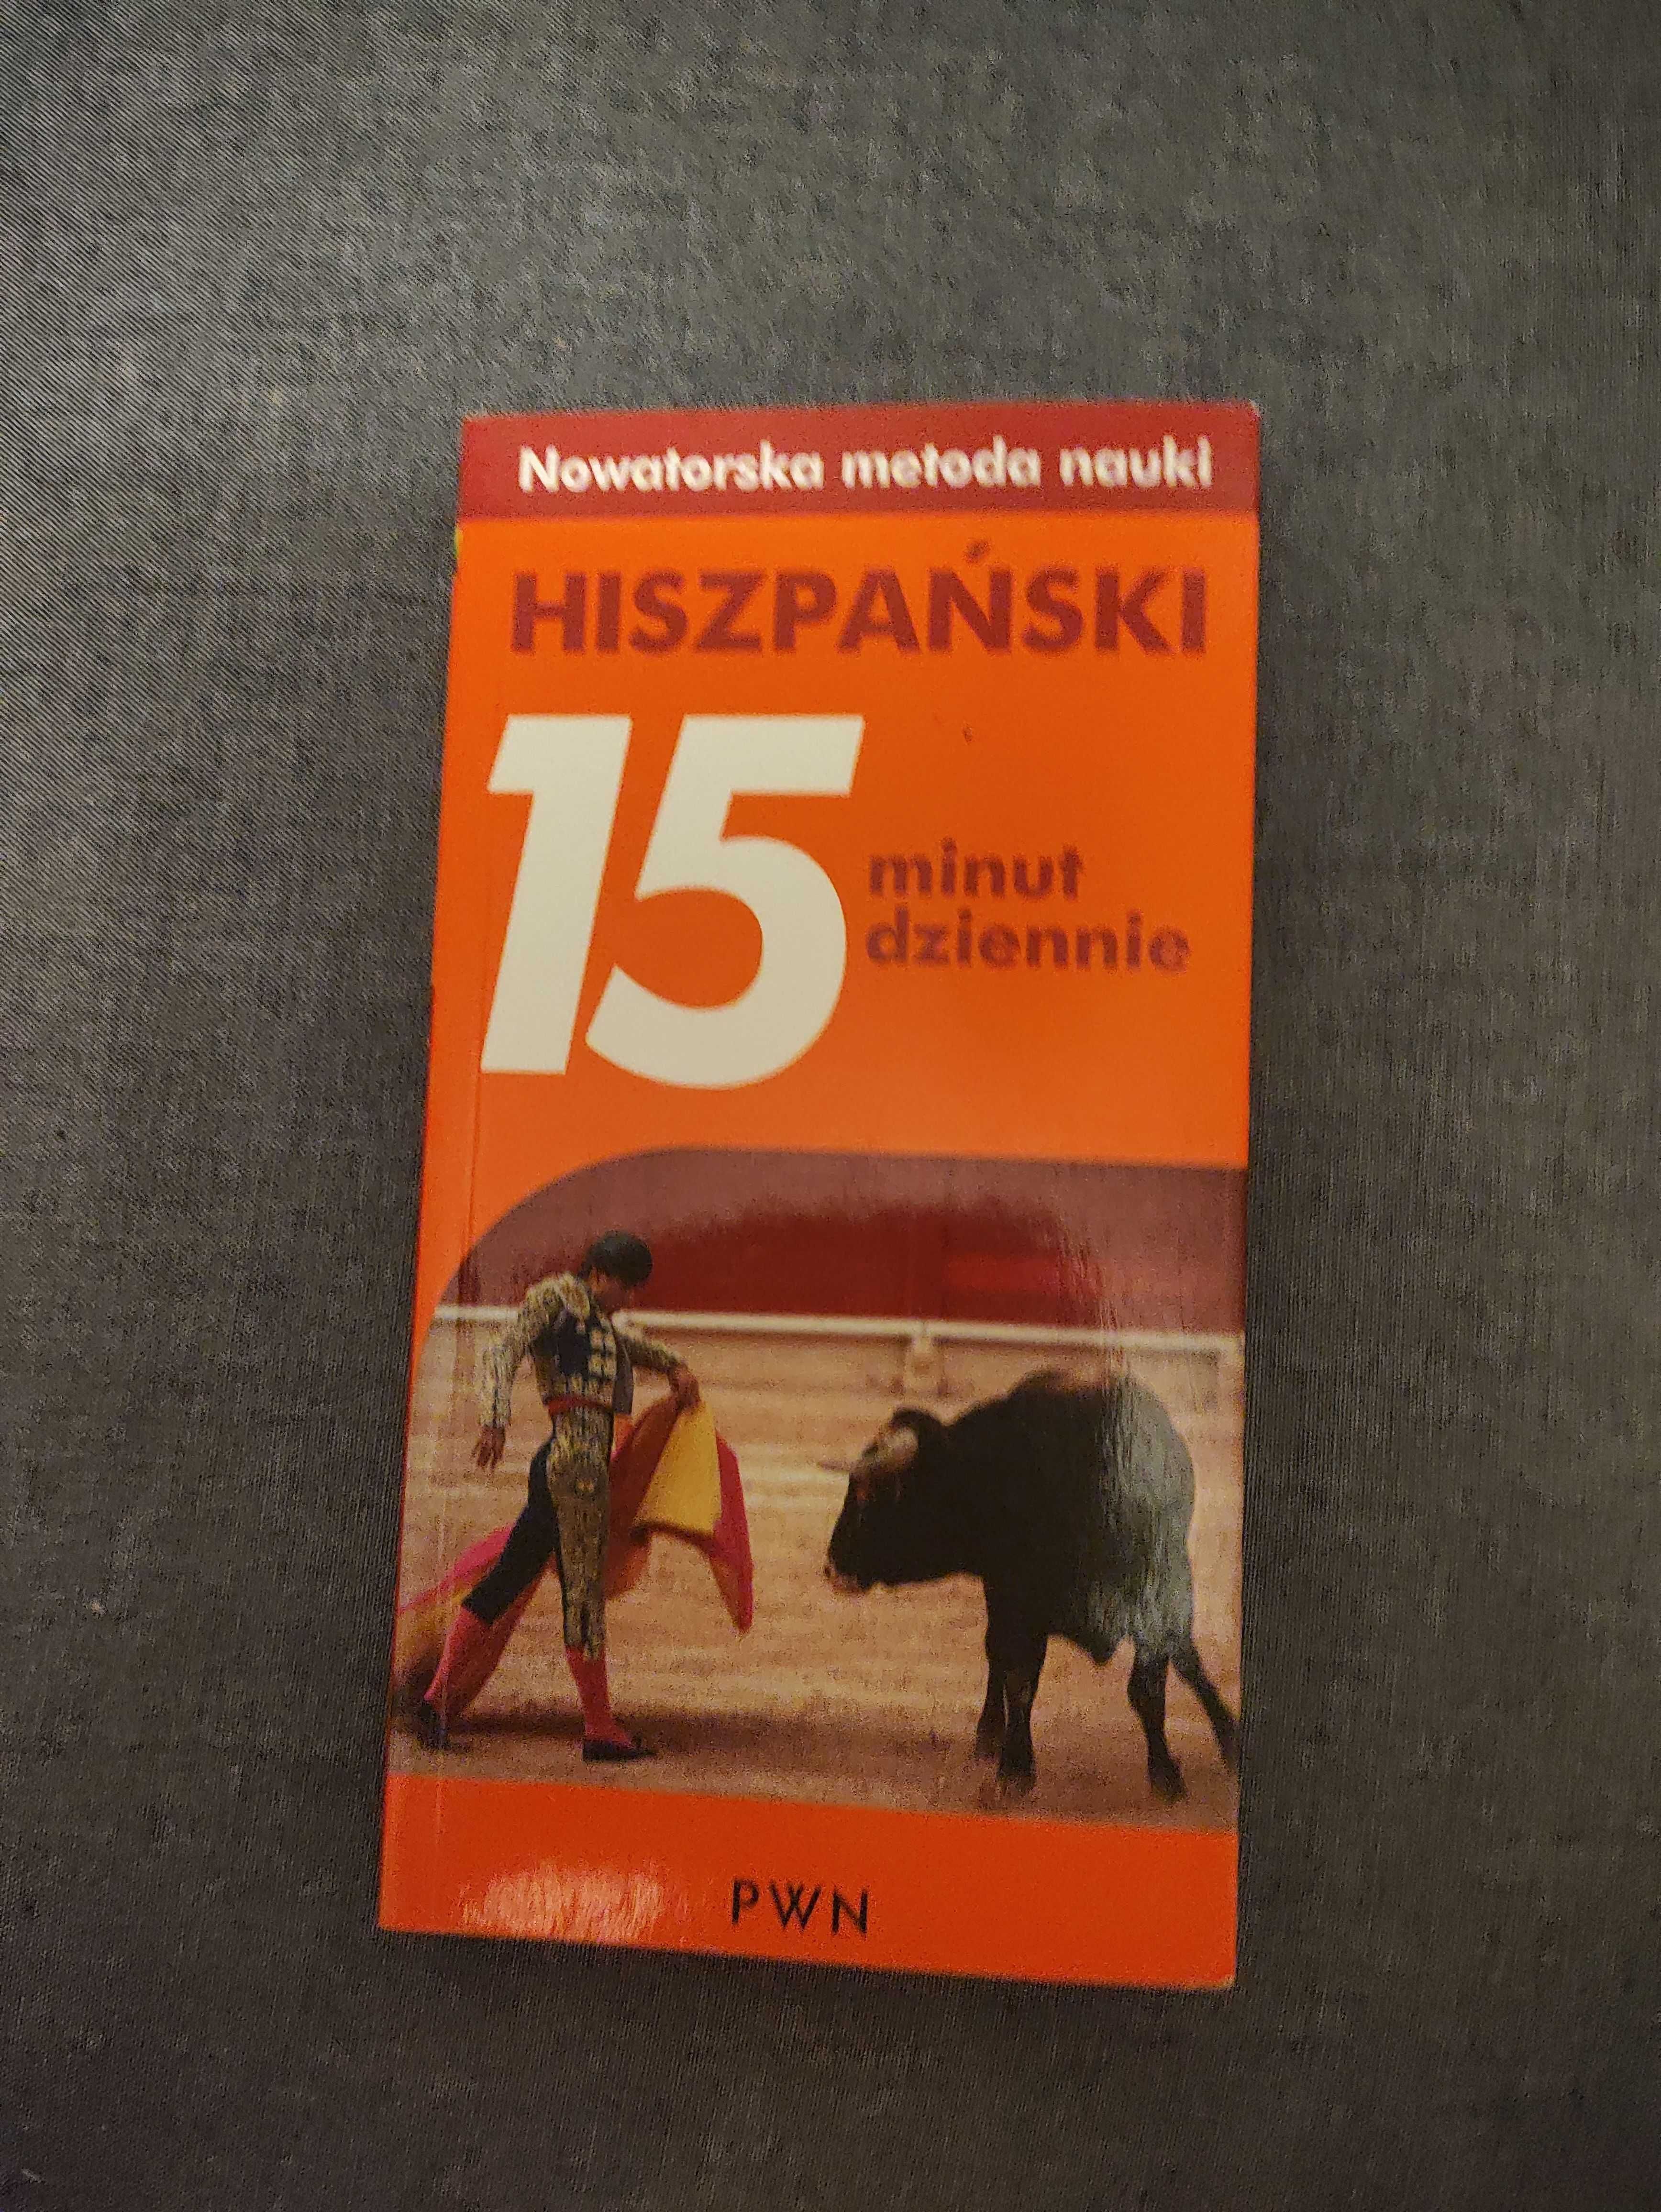 Nowatorska metoda nauki
HISZPAŃSKI
15
minut
dziennie
PWN